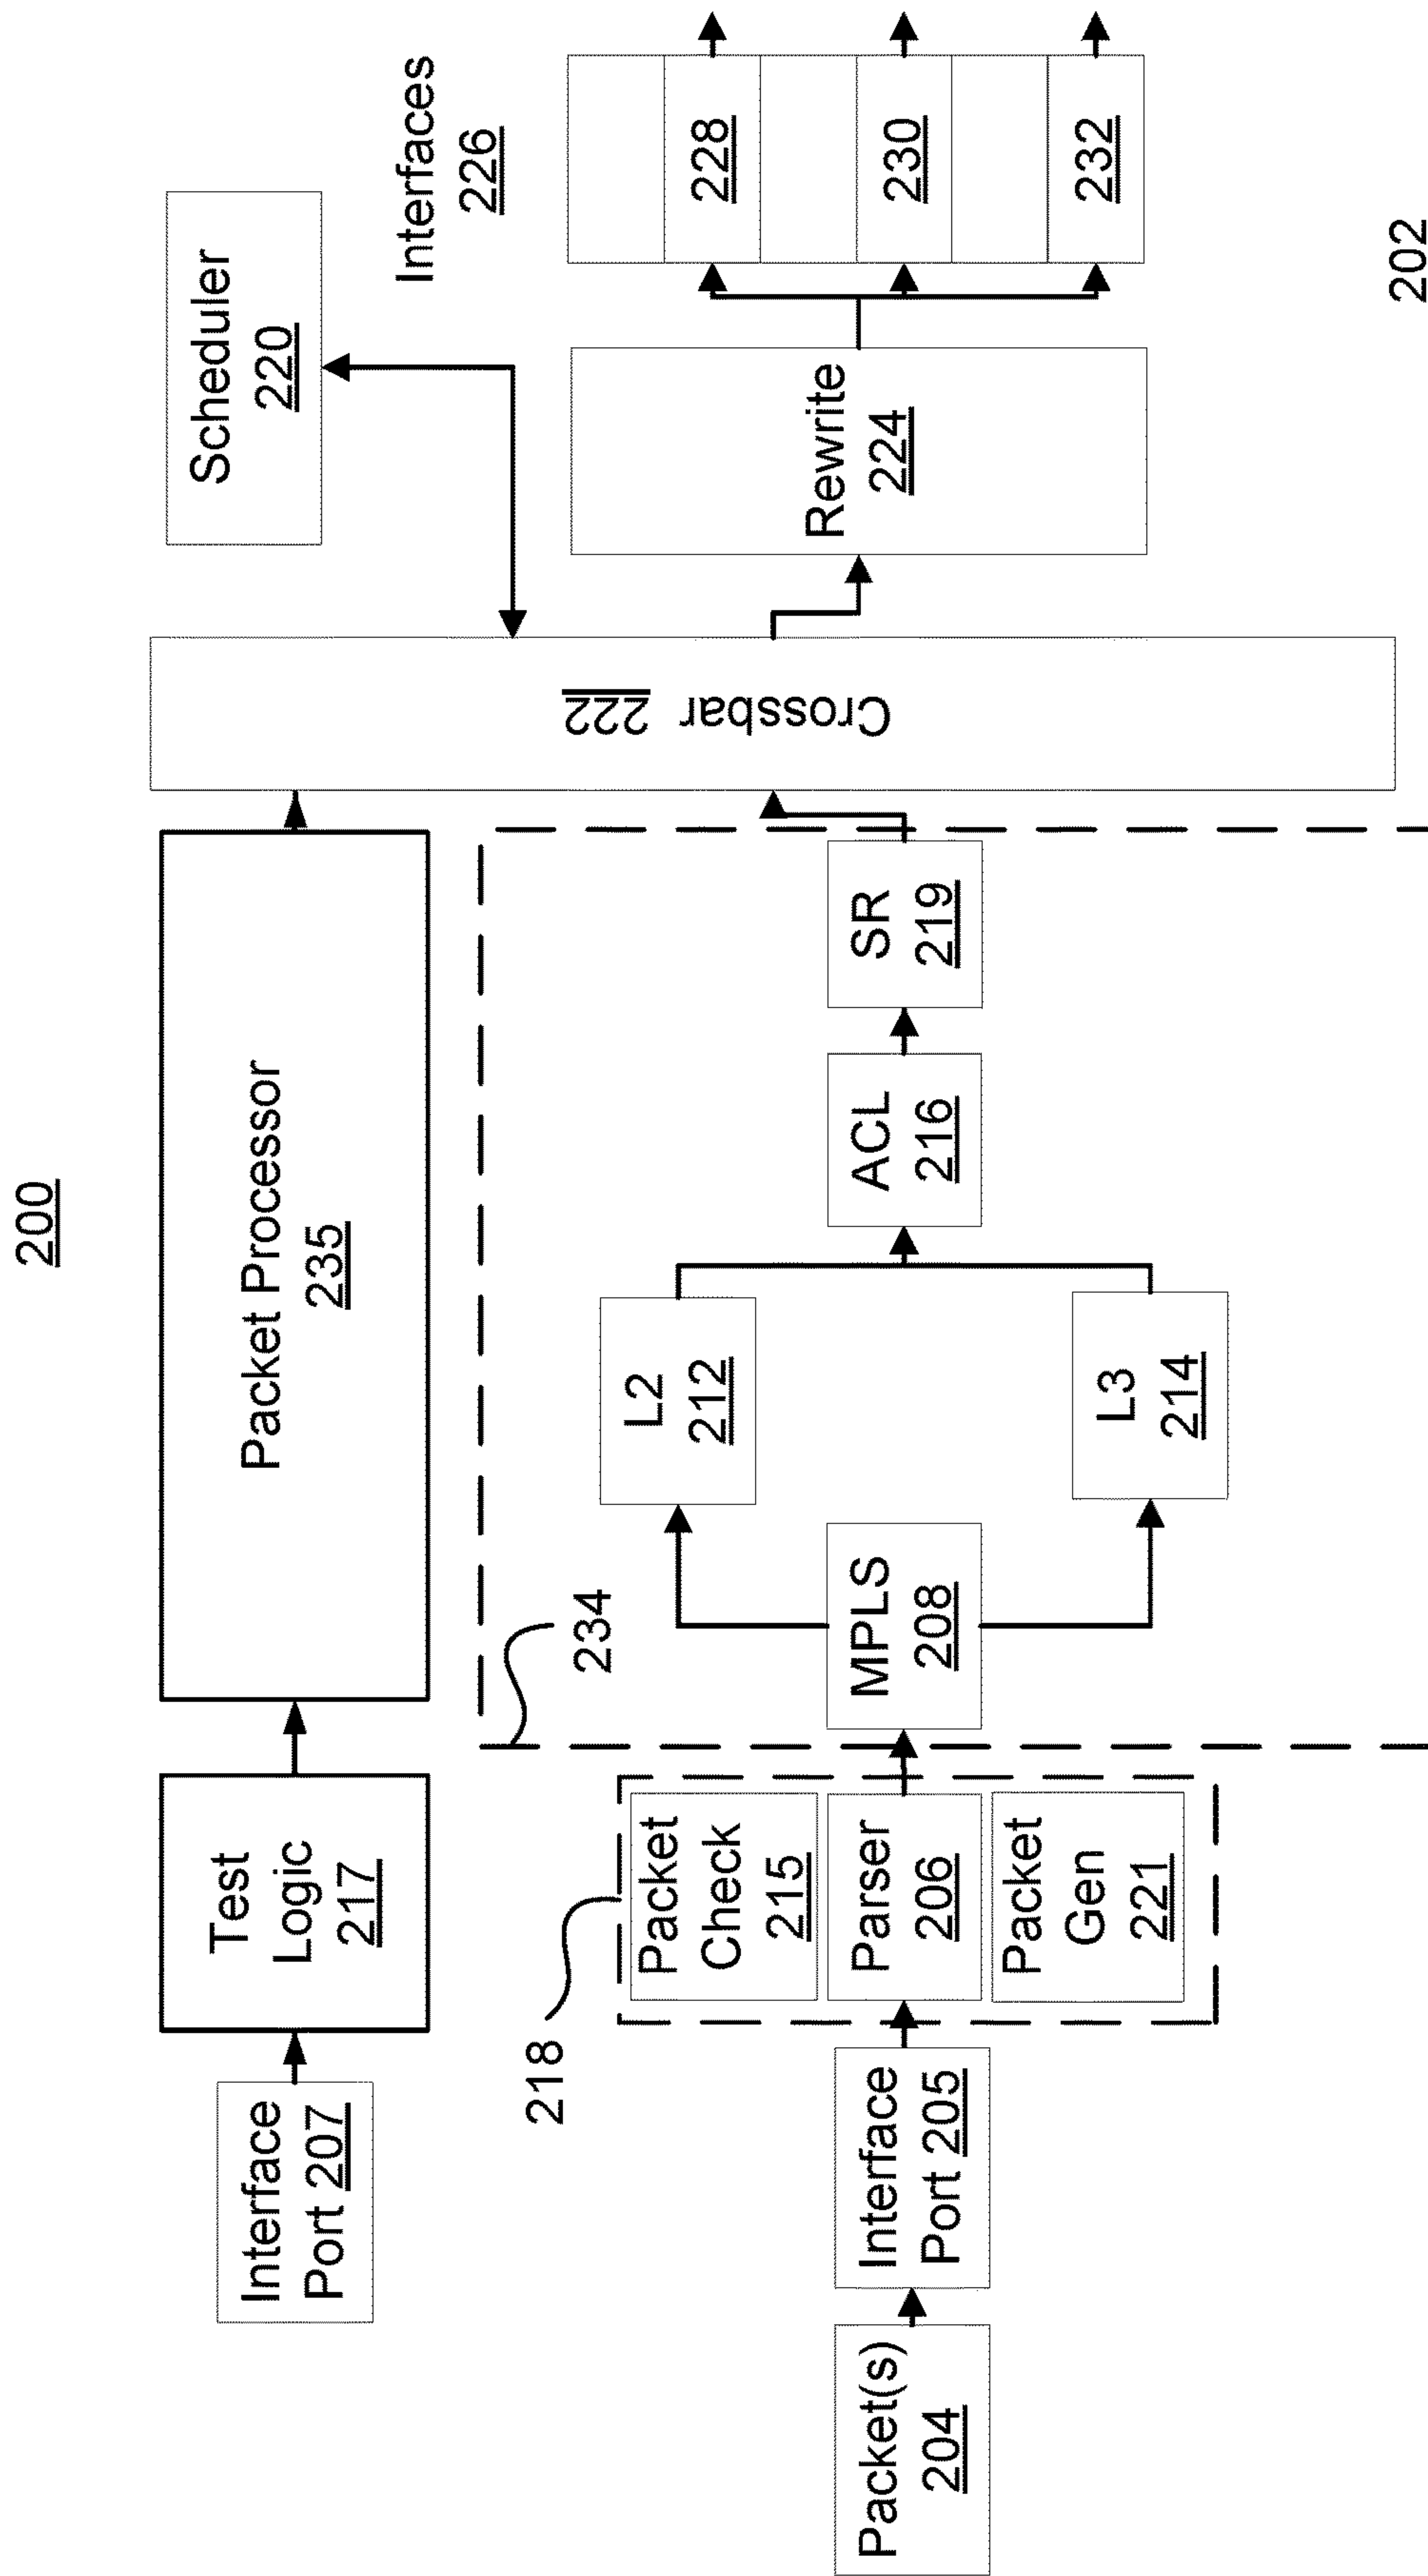 200
Interface
Port 207
Test
Logic
217
Packet Processor
235
Scheduler
220
Interfaces
226
218
234
Packet(s)
204
Interface
Port 205
Packet
Check
215
Parser
206
Packet
Gen
221
MPLS
208
L2
212
L3
214
ACL
216
SR
219
Crossbar 222
Rewrite
224
228
230
232
202